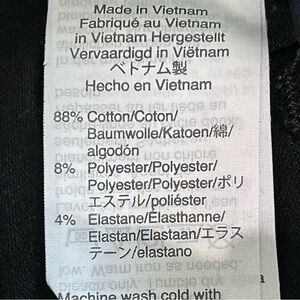 Made in Vietnam
Fabriqué au Vietnam
in Vietnam Hergestellt
Vervaardigd in Viëtnam
ベトナム製
Hecho en Vietnam
88% Cotton/Coton/
Baumwolle/Katoen/綿/
algodón
8% Polyester/Polyester/
Polyester/Polyester/ポリ
エステル/poliéster
4% Elastane/Élasthanne/
Elastan/Elastaan/エラス
テーン/elastano
Machine wash cold with